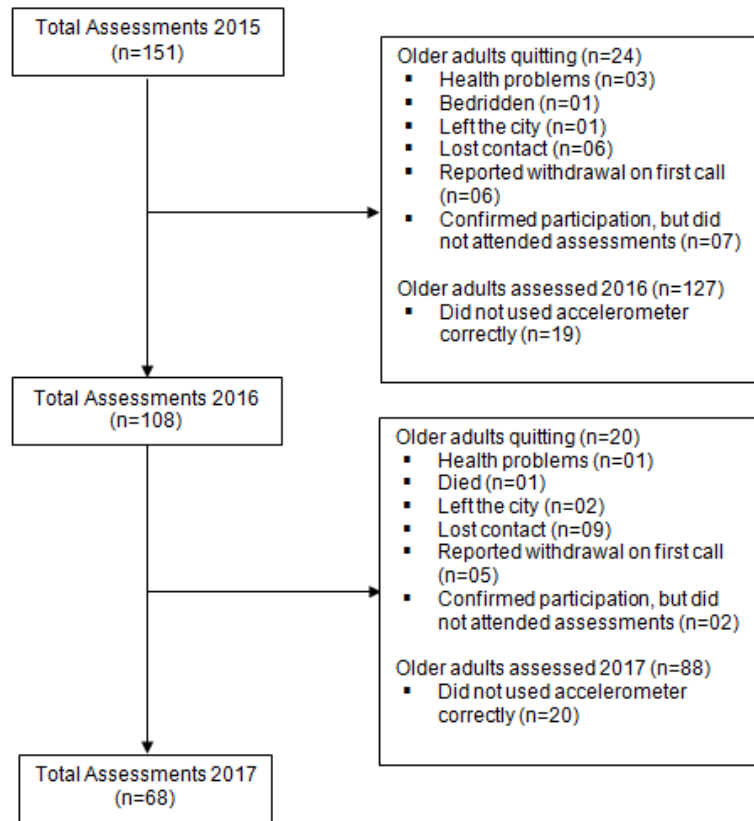 Total Assessments 2015
(n=151)
Older adults quitting (n=24)
▪ Health problems (n=03)
▪ Bedridden (n=01)
▪ Left the city (n=01)
▪ Lost contact (n=06)
▪ Reported withdrawal on first call
(n=06)
▪ Confirmed participation, but did
not attended assessments (n=07)
Older adults assessed 2016 (n=127)
▪ Did not used accelerometer
correctly (n=19)
Total Assessments 2016
(n=108)
Older adults quitting (n=20)
▪ Health problems (n=01)
▪ Died (n=01)
▪ Left the city (n=02)
▪ Lost contact (n=09)
▪ Reported withdrawal on first call
(n=05)
▪ Confirmed participation, but did
not attended assessments (n=02)
Older adults assessed 2017 (n=88)
▪ Did not used accelerometer
correctly (n=20)
Total Assessments 2017
(n=68)